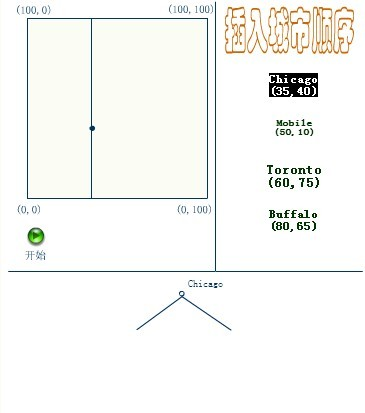 (100,0) (100,100)
插入城市顺序
Chicago
(35,40)
Mobile
(50,10)
Toronto
(60,75)
Buffalo
(80,65)
(0,0) (0,100)
开始
Chicago